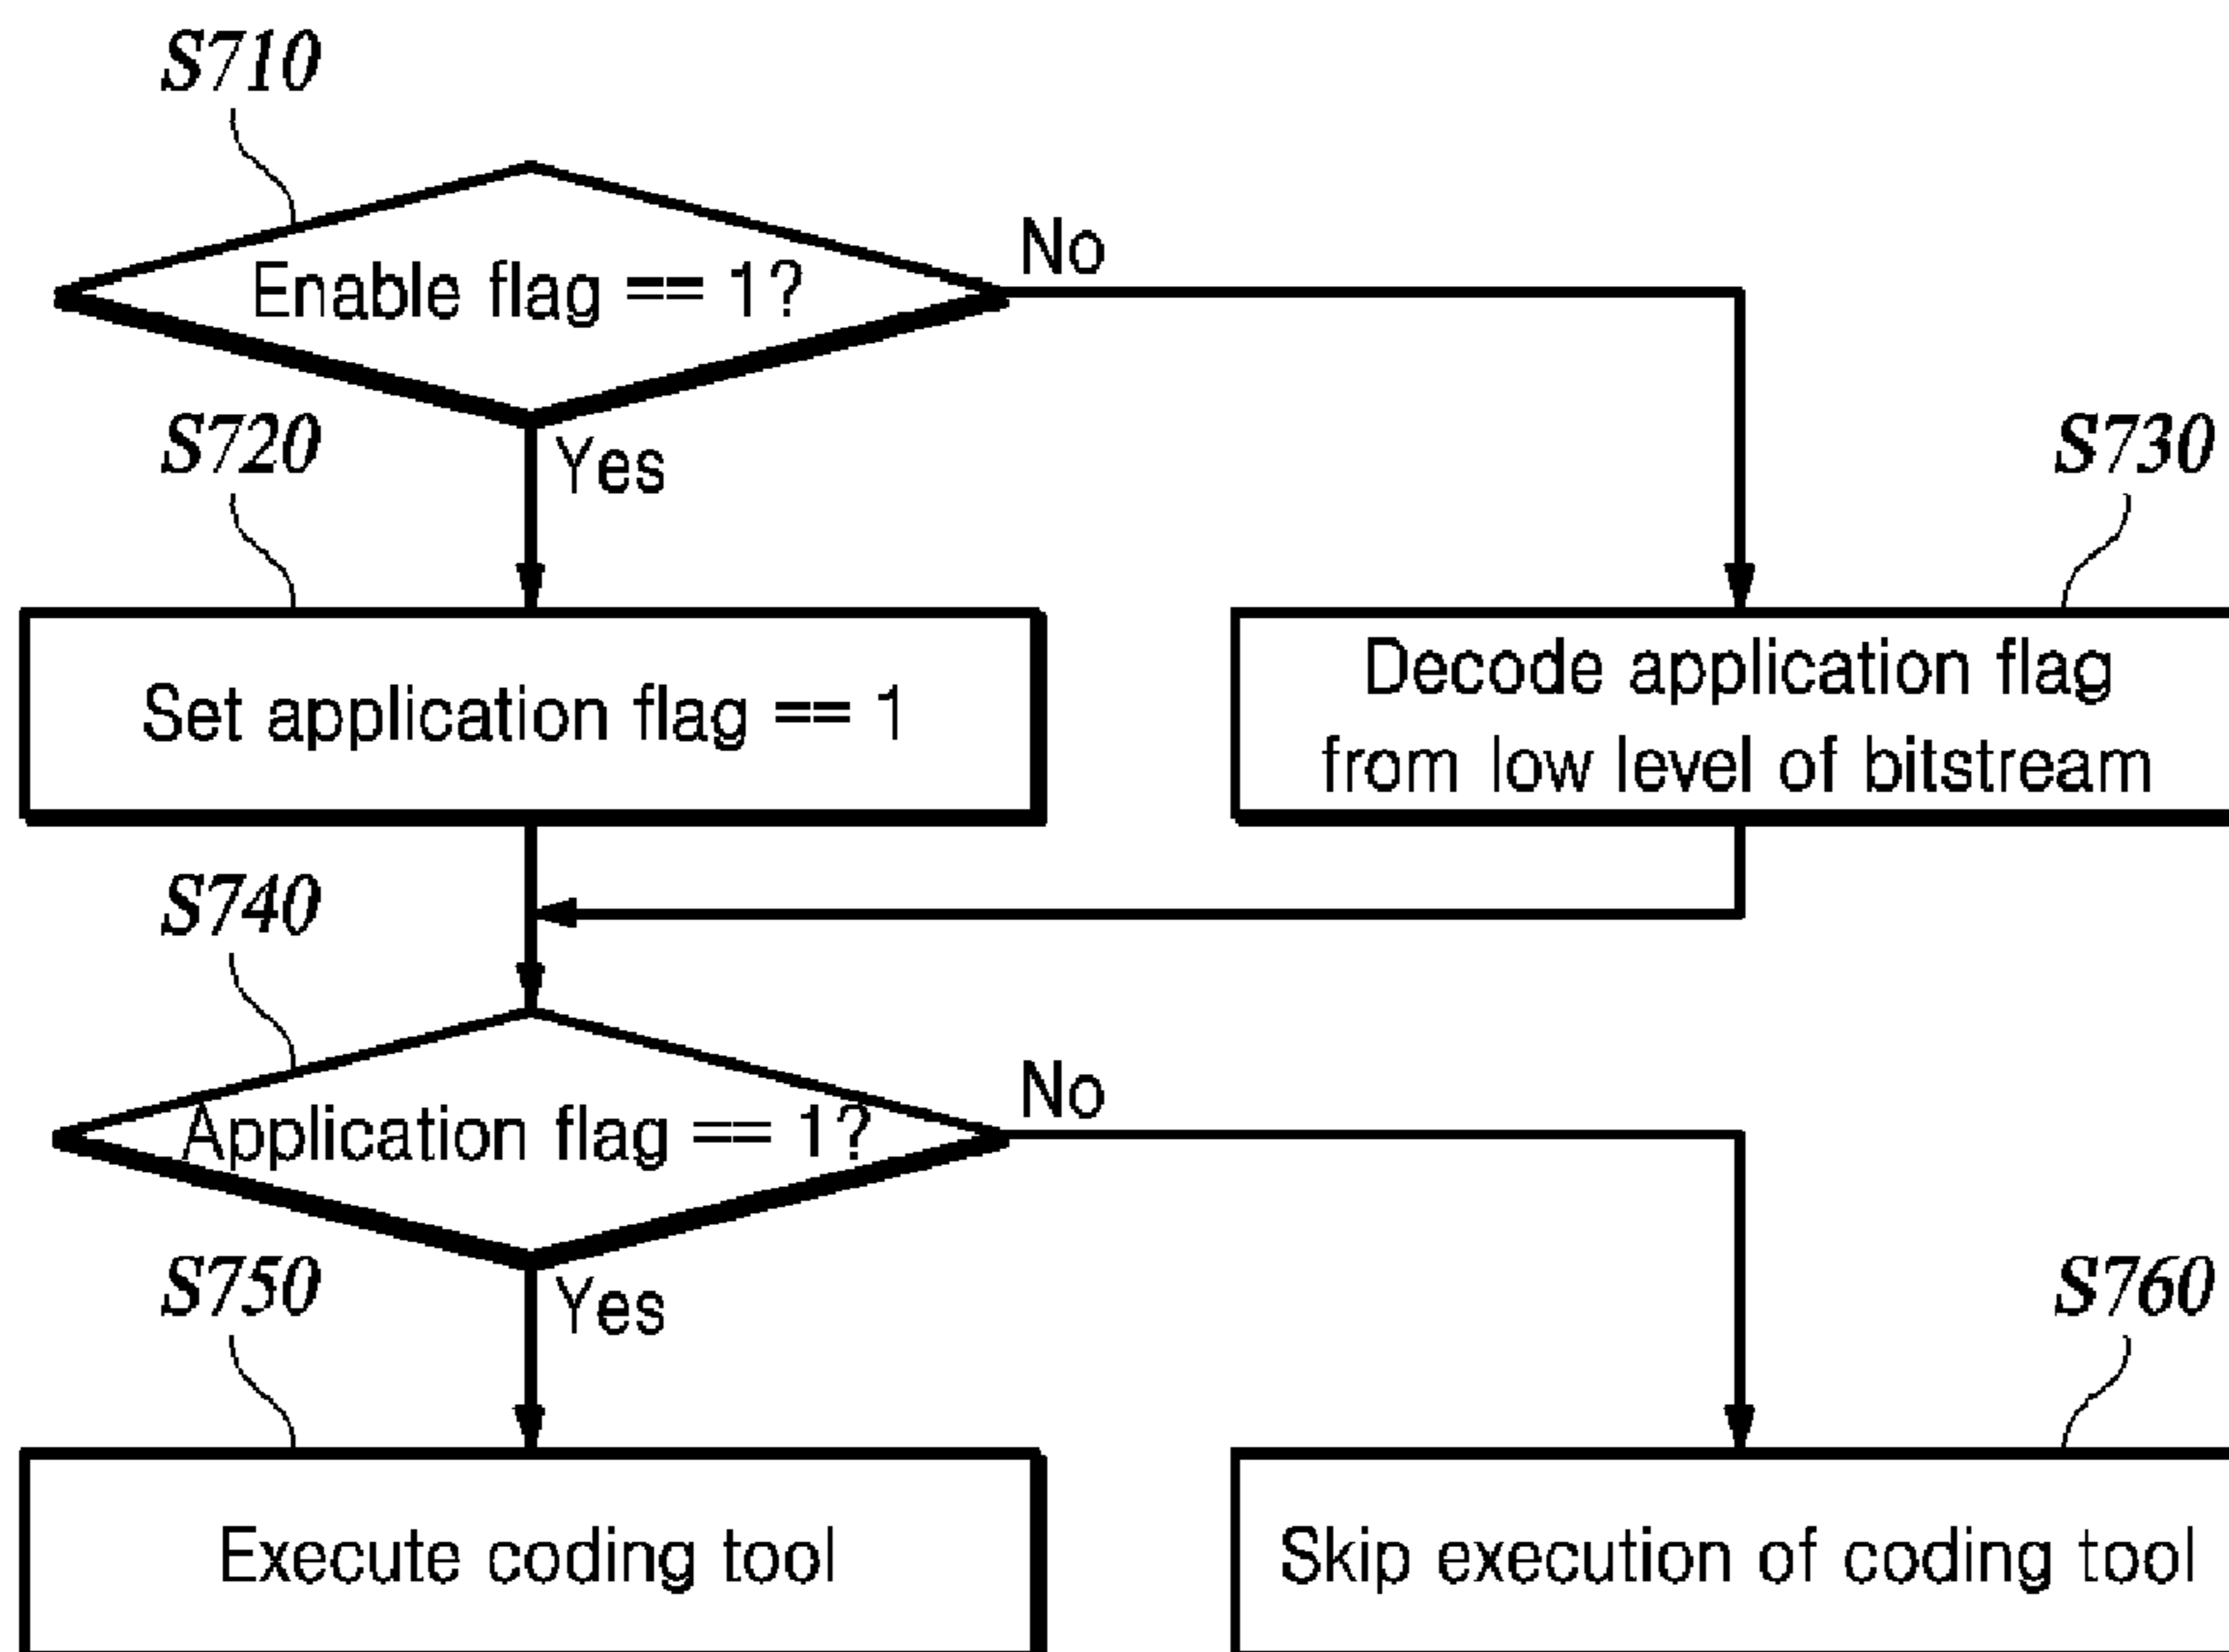 S710
Enable flag == 1?
No
Yes
S720
S730
Set application flag == 1
Decode application flag
from low level of bitstream
S740
Application flag == 1?
No
Yes
S750
S760
Execute coding tool
Skip execution of coding tool